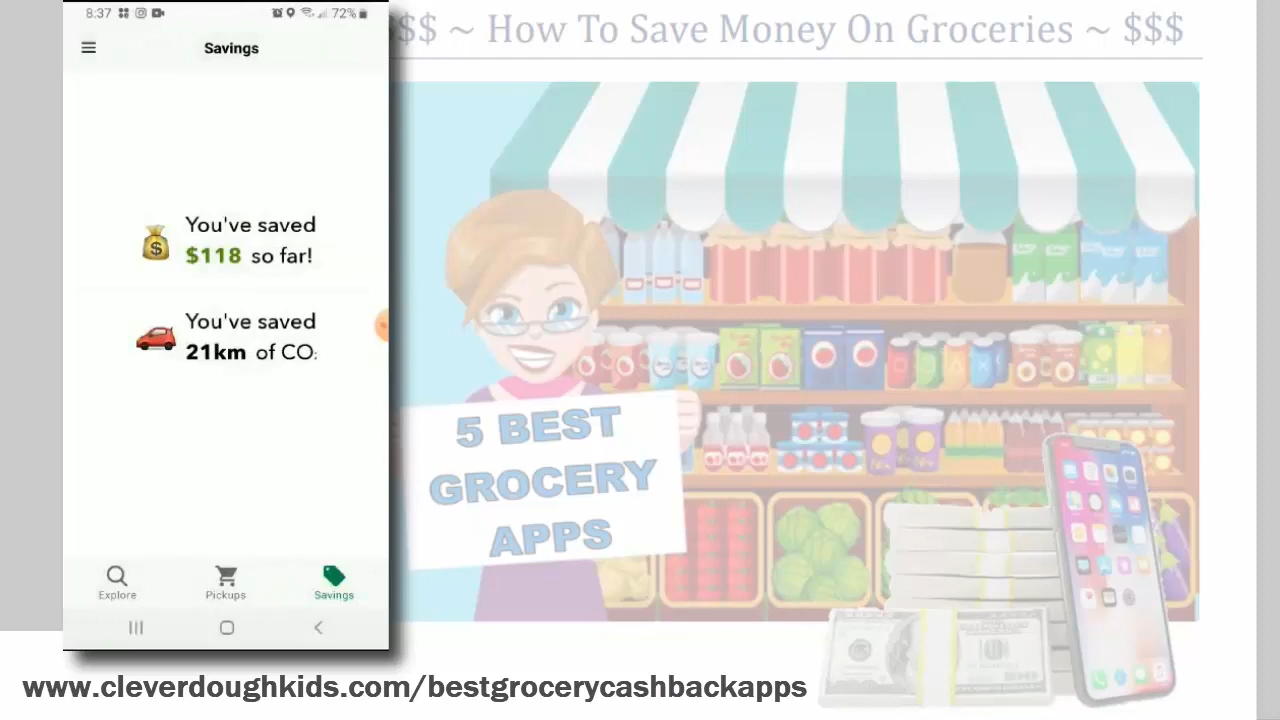 $$$ ~ How To Save Money On Groceries ~ $$$
8:37
72%
Savings
You've saved
$118 so far!
You've saved
21km of CO
Explore
Pickups
Savings
5 BEST
GROCERY
APPS
www.cleverdoughkids.com/bestgrocerycashbackapps